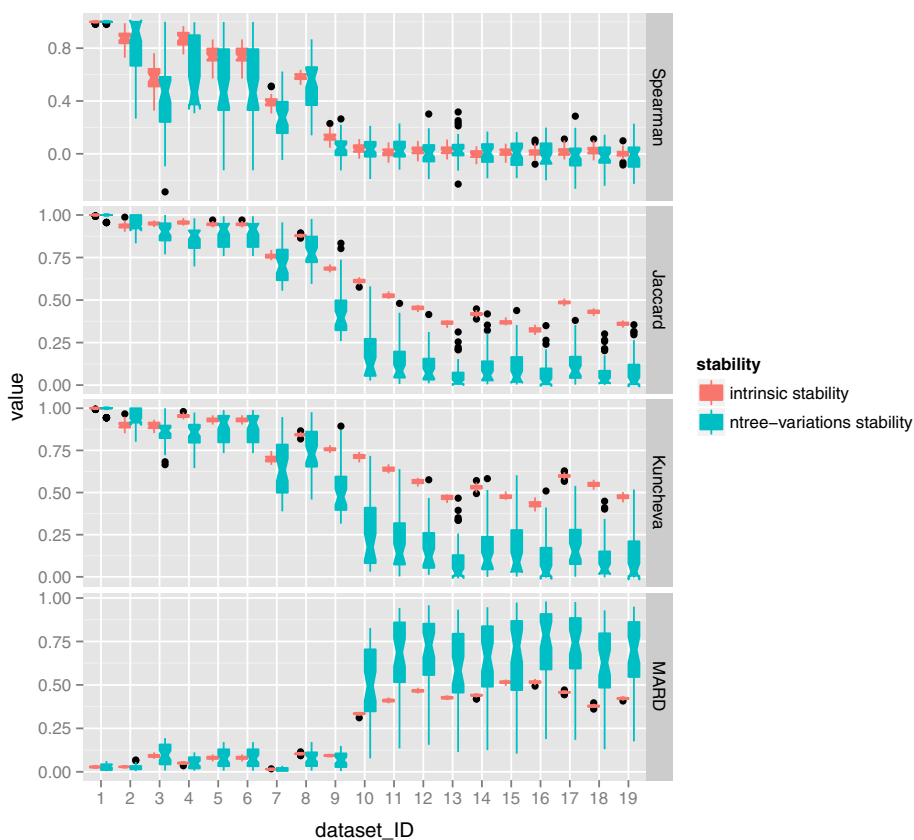 0.8
0.4
0.0
Spearman
1.00
0.75
0.50
0.25
0.00
Jaccard
1.00
0.75
0.50
0.25
0.00
Kuncheva
1.00
0.75
0.50
0.25
0.00
MARD
value
1 2 3 4 5 6 7 8 9 10 11 12 13 14 15 16 17 18 19
dataset_ID
stability
intrinsic stability
ntree−variations stability